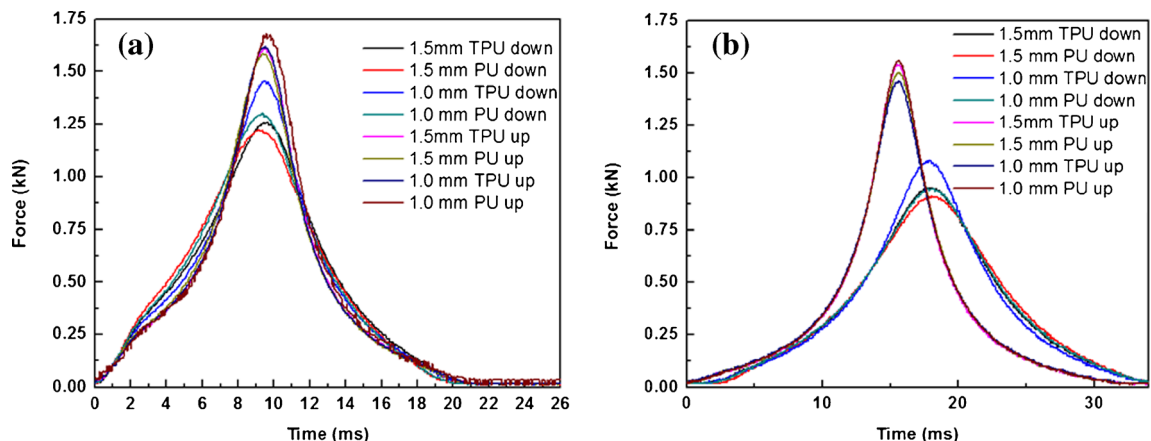 (a)
1.75
1.50
1.25
1.00
0.75
0.50
0.25
0.00
Force (kN)
0 2 4 6 8 10 12 14 16 18 20 22 24 26
Time (ms)
1.5mm TPU down
1.5 mm PU down
1.0 mm TPU down
1.0 mm PU down
1.5mm TPU up
1.5 mm PU up
1.0 mm TPU up
1.0 mm PU up
(b)
1.75
1.50
1.25
1.00
0.75
0.50
0.25
0.00
Force (kN)
0 10 20 30
Time (ms)
1.5mm TPU down
1.5 mm PU down
1.0 mm TPU down
1.0 mm PU down
1.5mm TPU up
1.5 mm PU up
1.0 mm TPU up
1.0 mm PU up